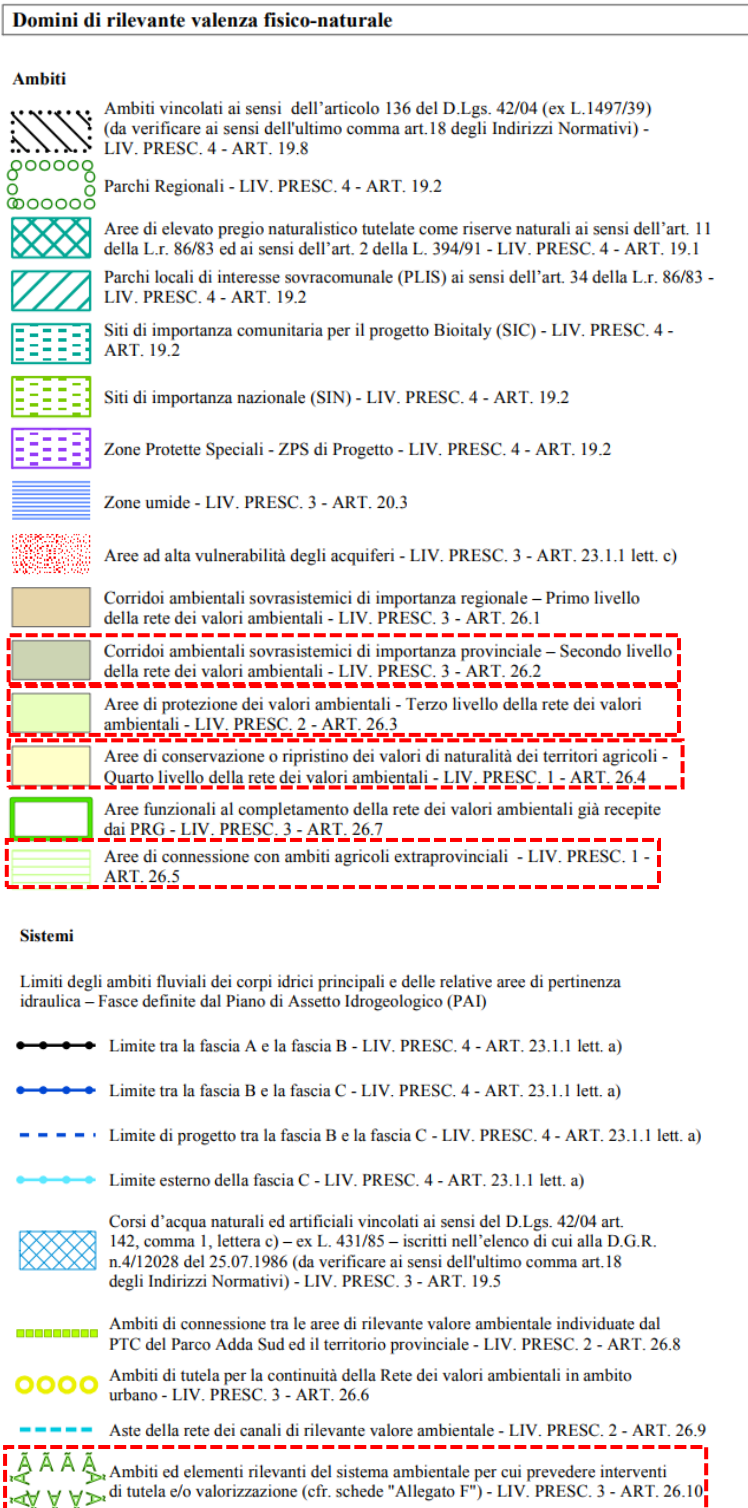 Domini di rilevante valenza fisico-naturale
Ambiti
Ambiti vincolati ai sensi dell'articolo 136 del D.Lgs. 42/04 (ex L.1497/39)
(da verificare ai sensi dell'ultimo comma art.18 degli Indirizzi Normativi) -
LIV. PRESC. 4 - ART. 19.8
Parchi Regionali - LIV. PRESC. 4 - ART. 19.2
Aree di elevato pregio naturalistico tutelate come riserve naturali ai sensi dell'art. 11
della L.r. 86/83 ed ai sensi dell'art. 2 della L. 394/91 - LIV. PRESC. 4 - ART. 19.1
Parchi locali di interesse sovracomunale (PLIS) ai sensi dell'art. 34 della L.r. 86/83 -
LIV. PRESC. 4 - ART. 19.2
Siti di importanza comunitaria per il progetto Bioitaly (SIC) - LIV. PRESC. 4 -
ART. 19.2
Siti di importanza nazionale (SIN) - LIV. PRESC. 4 - ART. 19.2
Zone Protette Speciali - ZPS di Progetto - LIV. PRESC. 4 - ART. 19.2
Zone umide - LIV. PRESC. 3 - ART. 20.3
Aree ad alta vulnerabilità degli acquiferi - LIV. PRESC. 3 - ART. 23.1.1 lett. c)
Corridoi ambientali sovrasistemici di importanza regionale – Primo livello
della rete dei valori ambientali - LIV. PRESC. 3 - ART. 26.1
Corridoi ambientali sovrasistemici di importanza provinciale – Secondo livello
della rete dei valori ambientali - LIV. PRESC. 3 - ART. 26.2
Aree di protezione dei valori ambientali - Terzo livello della rete dei valori
ambientali - LIV. PRESC. 2 - ART. 26.3
Aree di conservazione o ripristino dei valori di naturalità dei territori agricoli -
Quarto livello della rete dei valori ambientali - LIV. PRESC. 1 - ART. 26.4
Aree funzionali al completamento della rete dei valori ambientali già recepite
dai PRG - LIV. PRESC. 3 - ART. 26.7
Aree di connessione con ambiti agricoli extraprovinciali - LIV. PRESC. 1 -
ART. 26.5
Sistemi
Limiti degli ambiti fluviali dei corpi idrici principali e delle relative aree di pertinenza
idraulica – Fasce definite dal Piano di Assetto Idrogeologico (PAI)
Limite tra la fascia A e la fascia B - LIV. PRESC. 4 - ART. 23.1.1 lett. a)
Limite tra la fascia B e la fascia C - LIV. PRESC. 4 - ART. 23.1.1 lett. a)
Limite di progetto tra la fascia B e la fascia C - LIV. PRESC. 4 - ART. 23.1.1 lett. a)
Limite esterno della fascia C - LIV. PRESC. 4 - ART. 23.1.1 lett. a)
Corsi d'acqua naturali ed artificiali vincolati ai sensi del D.Lgs. 42/04 art.
142, comma 1, lettera c) – ex L. 431/85 – iscritti nell'elenco di cui alla D.G.R.
n.4/12028 del 25.07.1986 (da verificare ai sensi dell'ultimo comma art.18
degli Indirizzi Normativi) - LIV. PRESC. 3 - ART. 19.5
Ambiti di connessione tra le aree di rilevante valore ambientale individuate dal
PTC del Parco Adda Sud ed il territorio provinciale - LIV. PRESC. 2 - ART. 26.8
Ambiti di tutela per la continuità della Rete dei valori ambientali in ambito
urbano - LIV. PRESC. 3 - ART. 26.6
Aste della rete dei canali di rilevante valore ambientale - LIV. PRESC. 2 - ART. 26.9
Ambiti ed elementi rilevanti del sistema ambientale per cui prevedere interventi
di tutela e/o valorizzazione (cfr. schede "Allegato F") - LIV. PRESC. 3 - ART. 26.10